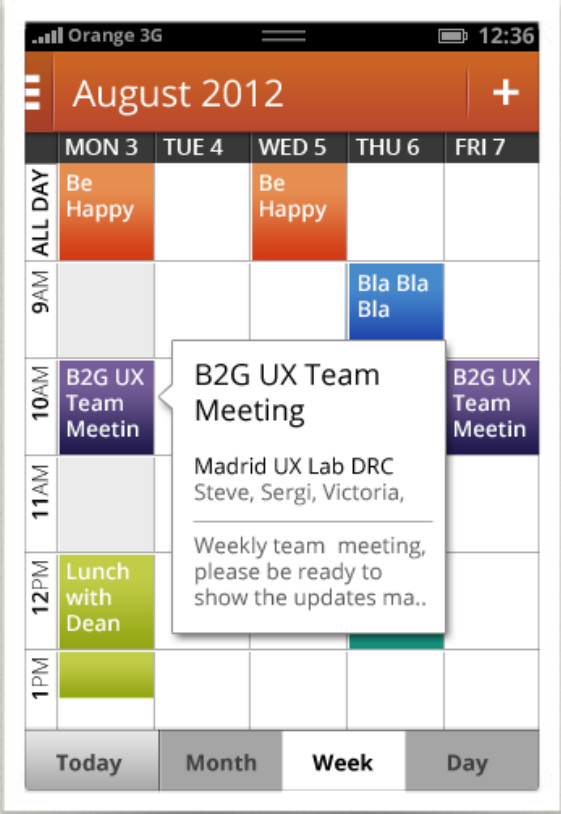 Orange 3G 12:36
August 2012 +
MON 3 TUE 4 WED 5 THU 6 FRI 7
ALL DAY
Be
Happy
Be
Happy
9AM
Bla Bla
Bla
10AM
B2G UX
Team
Meetin
B2G UX Team
Meeting
Madrid UX Lab DRC
Steve, Sergi, Victoria,
Weekly team meeting,
please be ready to
show the updates ma..
B2G UX
Team
Meetin
11AM
12PM
Lunch
with
Dean
1PM
Today Month Week Day